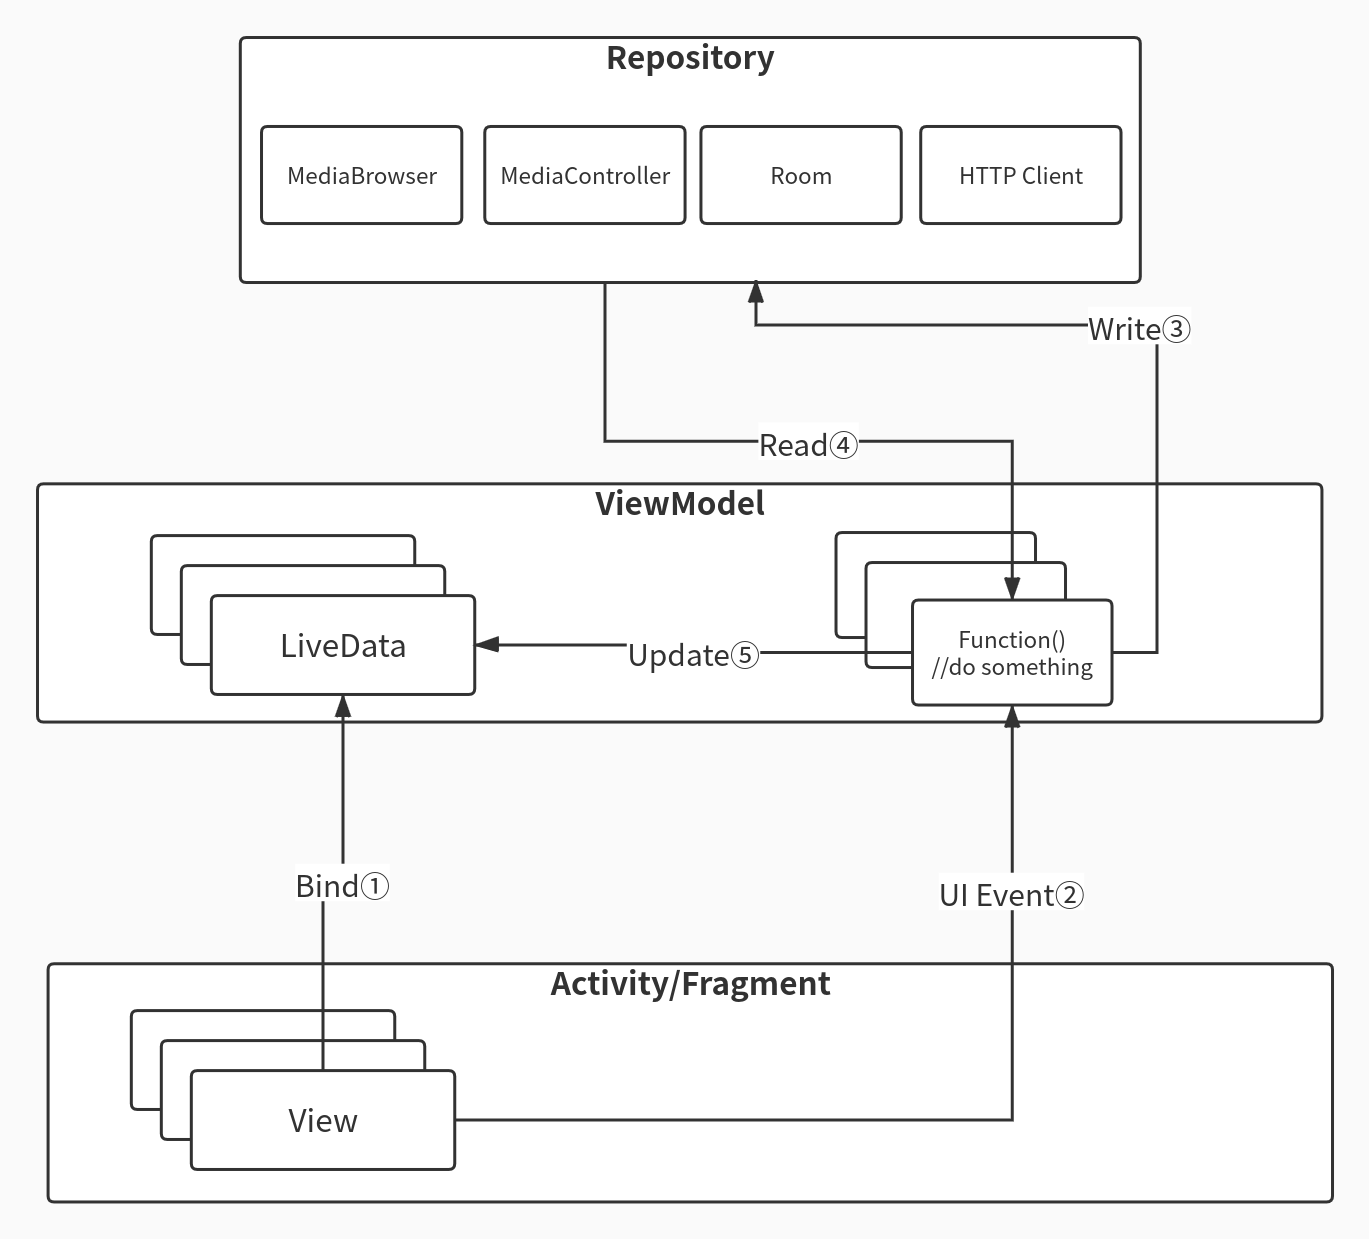 Repository
MediaBrowser
MediaController
Room
HTTP Client
Write③
Read④
ViewModel
LiveData
Update⑤
Function()
//do something
Bind①
UI Event②
Activity/Fragment
View